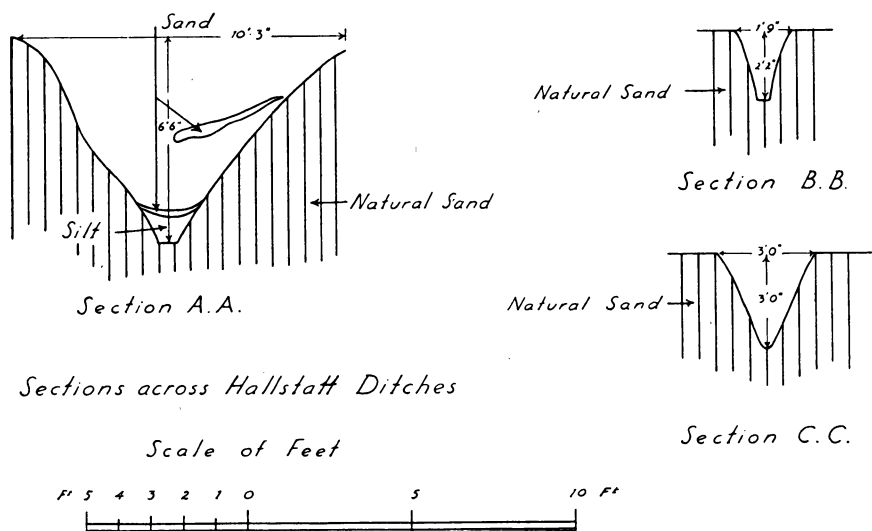 Sand
10'·3"
6'6"
Silt
Natural Sand
Section A.A.
1'9"
2'2"
Natural Sand
Section B.B.
3'0"
3'0"
Natural Sand
Section C.C.
Sections across Hallstatt Ditches
Scale of Feet
Ft 5 4 3 2 1 0 5 10 Ft